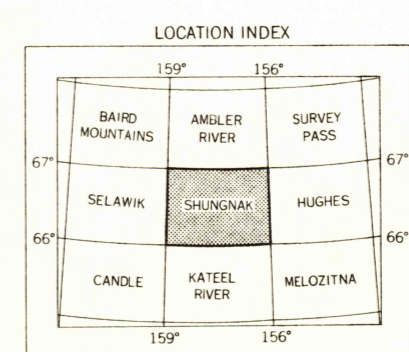 LOCATION INDEX
159° 156°
BAIRD MOUNTAINS
AMBLER RIVER
SURVEY PASS
67° 67°
SELAWIK
SHUNGNAK
HUGHES
66° 66°
CANDLE
KATEEL RIVER
MELOZITNA
159° 156°